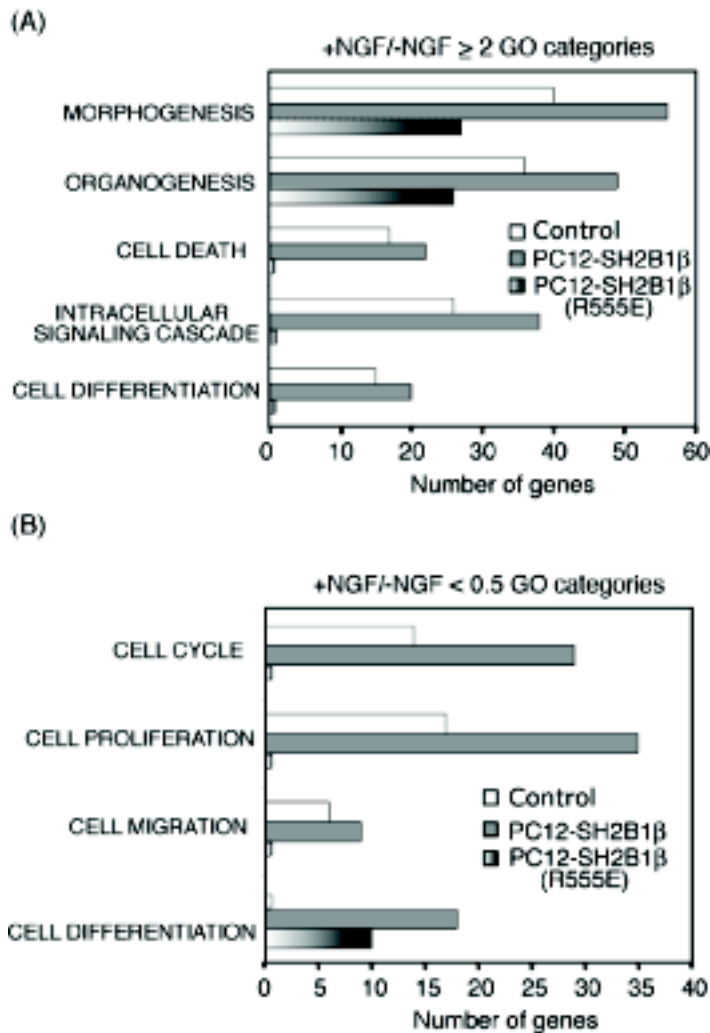 (A)
+NGF/-NGF ≥ 2 GO categories
MORPHOGENESIS
ORGANOGENESIS
CELL DEATH
INTRACELLULAR
SIGNALING CASCADE
CELL DIFFERENTIATION
Control
PC12-SH2B1β
PC12-SH2B1β
(R555E)
0 10 20 30 40 50 60
Number of genes
(B)
+NGF/-NGF < 0.5 GO categories
CELL CYCLE
CELL PROLIFERATION
CELL MIGRATION
CELL DIFFERENTIATION
Control
PC12-SH2B1β
PC12-SH2B1β
(R555E)
0 5 10 15 20 25 30 35 40
Number of genes